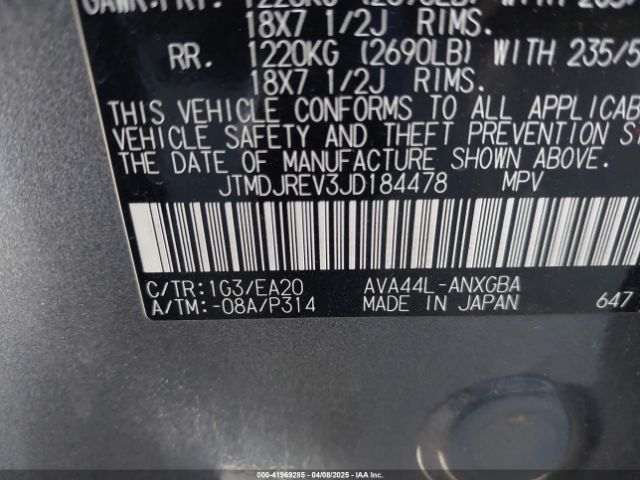 1220KG WITH
18X7 1/2J RIMS.
RR. 1220KG (2690LB) WITH 235/5
18X7 1/2J RIMS.
THIS VEHICLE CONFORMS TO ALL APPLICAB
VEHICLE SAFETY AND THEFT PREVENTION
THE DATE OF MANUFACTURE SHOWN ABOVE.
JTMDJREV3JD184478 MPV
C/TR:1G3/EA20 AVA44L-ANXGBA
A/TM:-08A/P314 MADE IN JAPAN 647
000-41969285 - 04/08/2025 - IAA Inc.